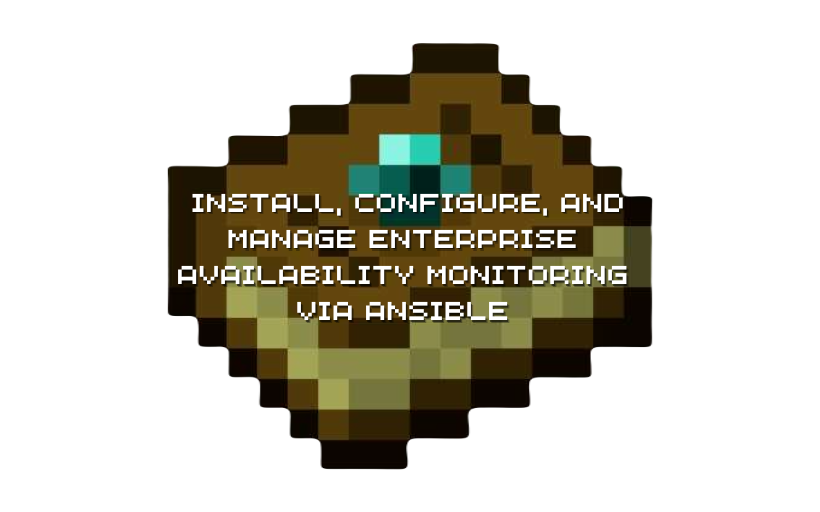 INSTALL, CONFIGURE, AND
MANAGE ENTERPRISE
AVAILABILITY MONITORING
VIA ANSIBLE